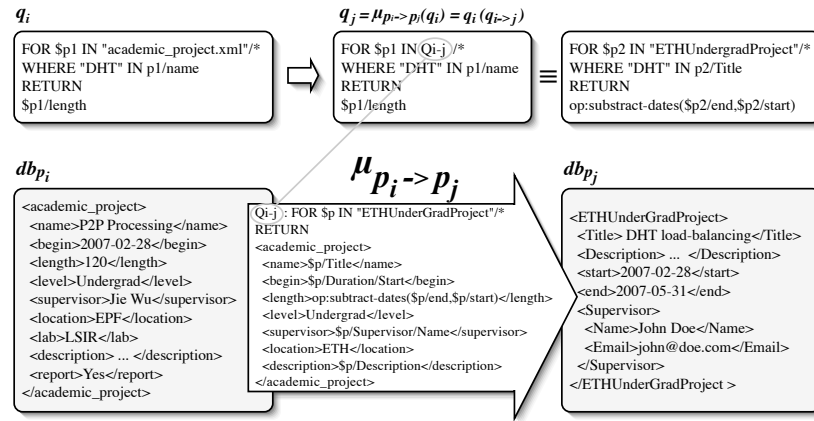 q_i
q_j = μ_{p_i->p_j}(q_i) = q_i (q_{i->j})
FOR $p1 IN "academic_project.xml"/*
WHERE "DHT" IN p1/name
RETURN
$p1/length
FOR $p1 IN Qi-j /*
WHERE "DHT" IN p1/name
RETURN
$p1/length
≡
FOR $p2 IN "ETHUndergradProject"/*
WHERE "DHT" IN p2/Title
RETURN
op:substract-dates($p2/end,$p2/start)
db_{p_i}
μ_{p_i->p_j}
db_{p_j}
<academic_project>
<name>P2P Processing</name>
<begin>2007-02-28</begin>
<length>120</length>
<level>Undergrad</level>
<supervisor>Jie Wu</supervisor>
<location>EPF</location>
<lab>LSIR</lab>
<description> ... </description>
<report>Yes</report>
</academic_project>
Qi-j : FOR $p IN "ETHUnderGradProject"/*
RETURN
<academic_project>
<name>$p/Title</name>
<begin>$p/Duration/Start</begin>
<length>op:subtract-dates($p/end,$p/start)</length>
<level>Undergrad</level>
<supervisor>$p/Supervisor/Name</supervisor>
<location>ETH</location>
<description>$p/Description</description>
</academic_project>
<ETHUnderGradProject>
<Title> DHT load-balancing</Title>
<Description> ... </Description>
<start>2007-02-28</start>
<end>2007-05-31</end>
<Supervisor>
<Name>John Doe</Name>
<Email>john@doe.com</Email>
</Supervisor>
</ETHUnderGradProject >